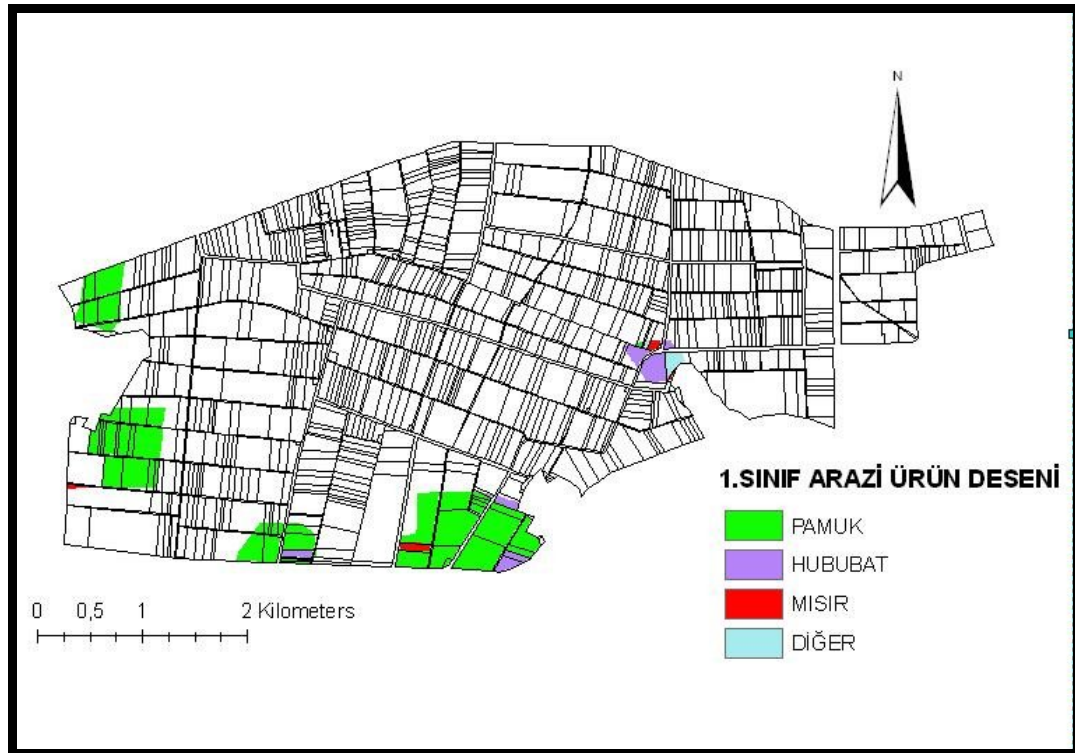 N
1.SINIF ARAZİ ÜRÜN DESENİ
PAMUK
HUBUBAT
MISIR
DİĞER
0 0,5 1 2 Kilometers